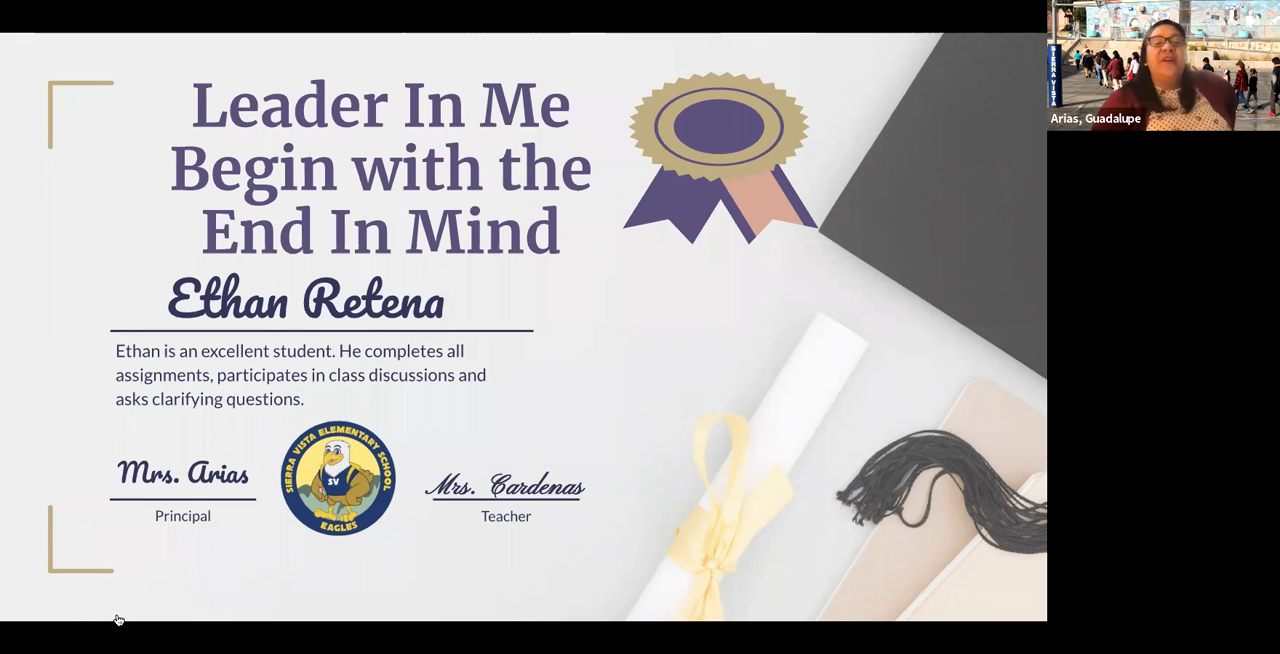 Leader In Me
Begin with the
End In Mind
Ethan Retena
Ethan is an excellent student. He completes all
assignments, participates in class discussions and
asks clarifying questions.
Mrs. Arias
Principal
SIERRA VISTA ELEMENTARY SCHOOL
SV
EAGLES
Mrs. Cardenas
Teacher
SIERRA VISTA
Arias, Guadalupe